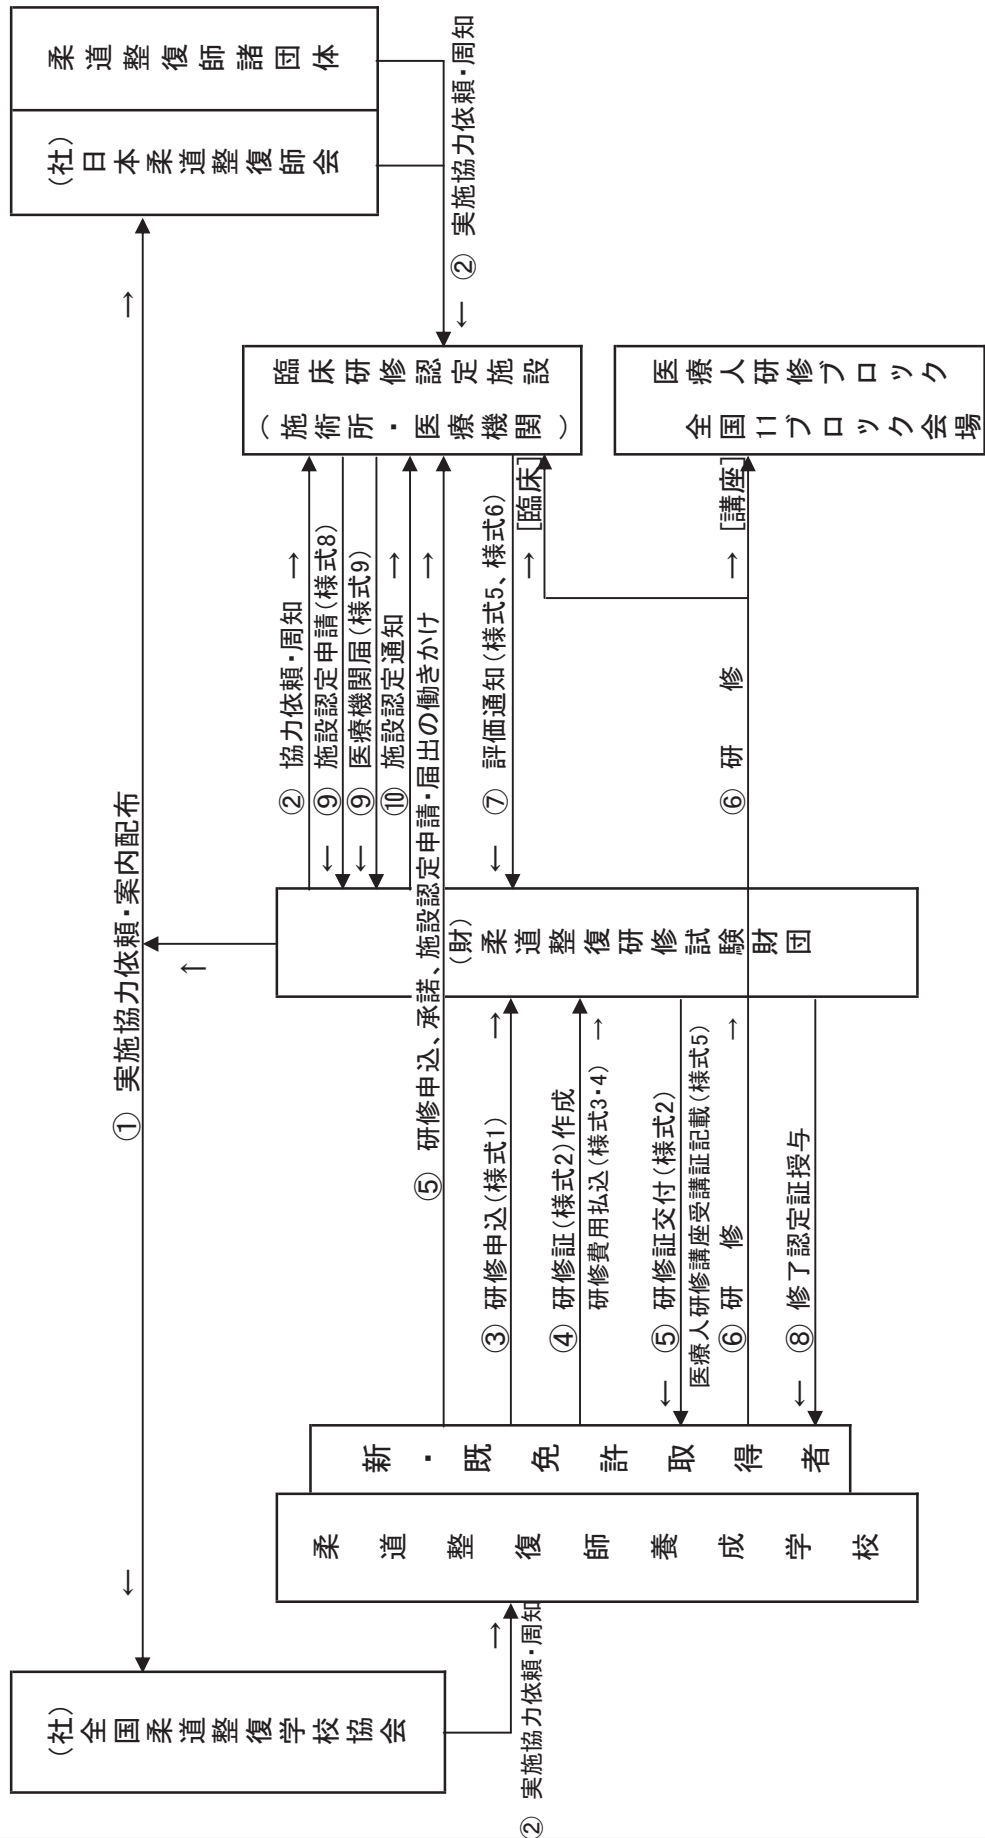 (社)全国柔道整復学校協会
② 実施協力依頼・周知
→
← ① 実施協力依頼・案内配布 →
↑
(社)日本柔道整復師会
柔道整復師諸団体
← ② 実施協力依頼・周知
柔道整復師養成学校
新・既免許取得者
⑤ 研修申込、承諾、施設認定申請・届出の働きかけ →
③ 研修申込(様式1) →
④ 研修証(様式2)作成
研修費用払込(様式3・4) →
← ⑤ 研修証交付(様式2)
医療人研修講座受講証記載(様式5)
⑥ 研 修 →
← ⑧ 修了認定証授与
(財)柔道整復研修試験財団
② 協力依頼・周知 →
← ⑨ 施設認定申請(様式8)
← ⑨ 医療機関届(様式9)
⑩ 施設認定通知 →
← ⑦ 評価通知(様式5、様式6)
→ [臨床]
⑥ 研 修 → [講座]
臨床研修認定施設
(施術所・医療機関)
医療人研修ブロック
全国11ブロック会場